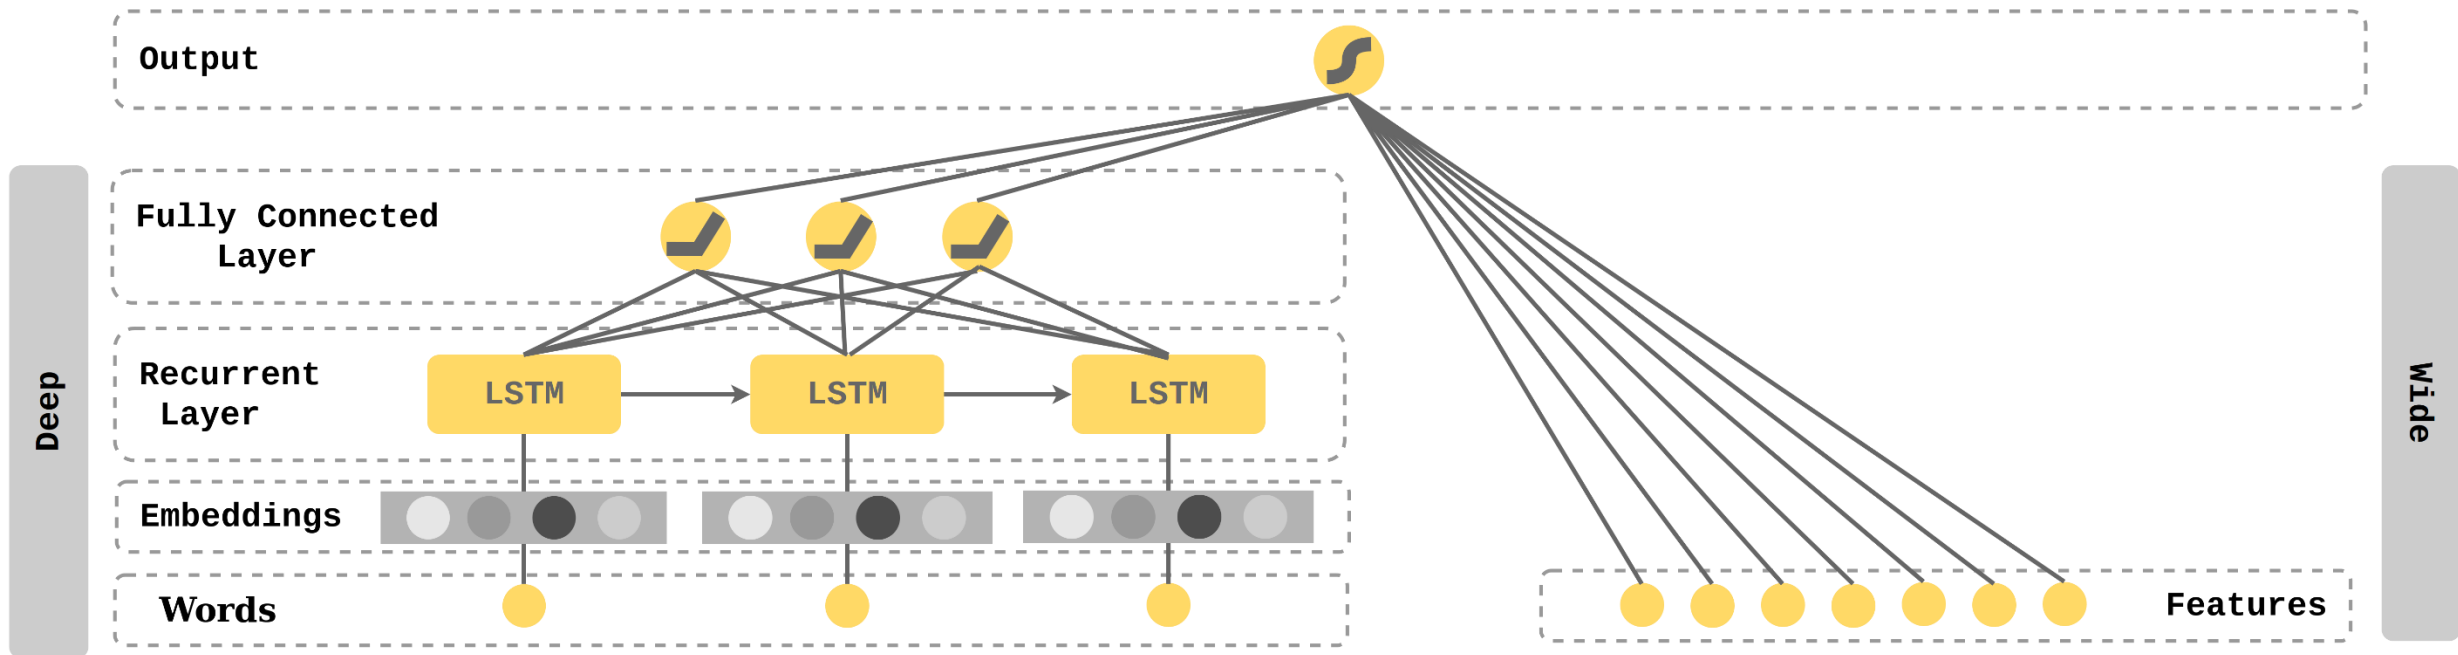 Output
Fully Connected
Layer
Deep
Recurrent
Layer
LSTM
LSTM
LSTM
Wide
Embeddings
Words
Features